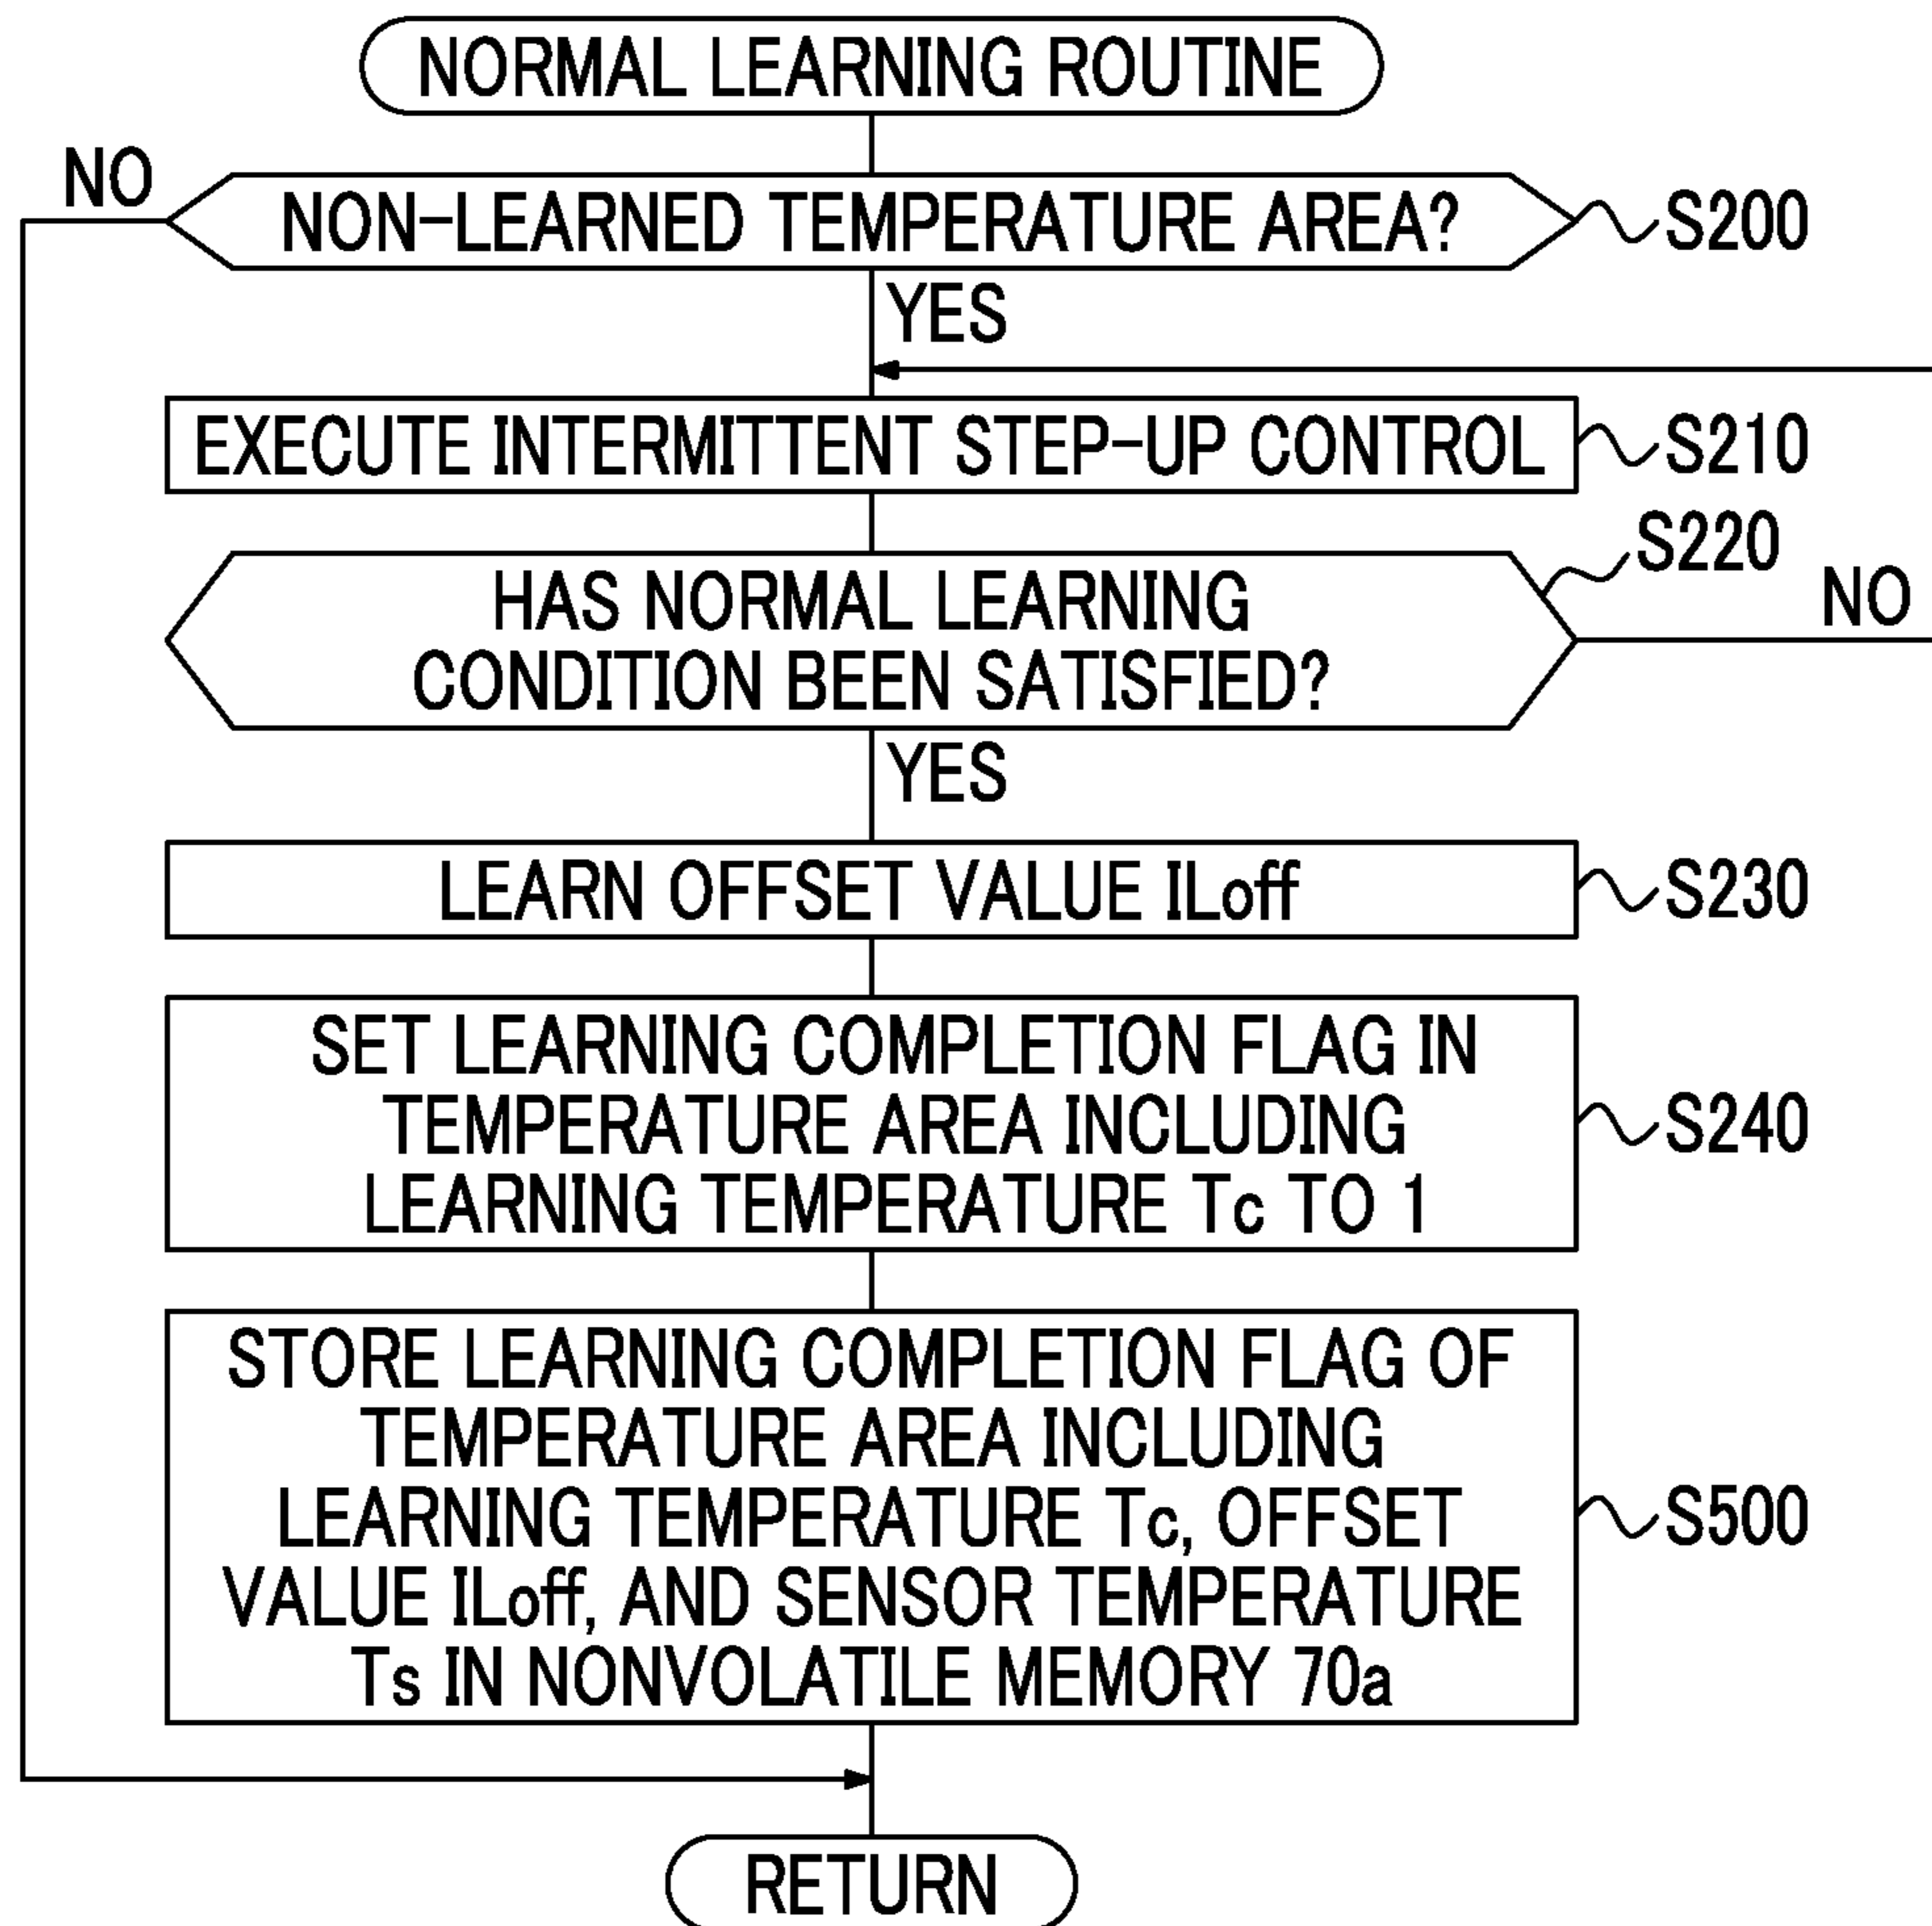 NORMAL LEARNING ROUTINE
NO
NON-LEARNED TEMPERATURE AREA?
S200
YES
EXECUTE INTERMITTENT STEP-UP CONTROL
S210
S220
NO
HAS NORMAL LEARNING
CONDITION BEEN SATISFIED?
YES
LEARN OFFSET VALUE ILoff
S230
SET LEARNING COMPLETION FLAG IN
TEMPERATURE AREA INCLUDING
LEARNING TEMPERATURE Tc TO 1
S240
STORE LEARNING COMPLETION FLAG OF
TEMPERATURE AREA INCLUDING
LEARNING TEMPERATURE Tc, OFFSET
VALUE ILoff, AND SENSOR TEMPERATURE
Ts IN NONVOLATILE MEMORY 70a
S500
RETURN